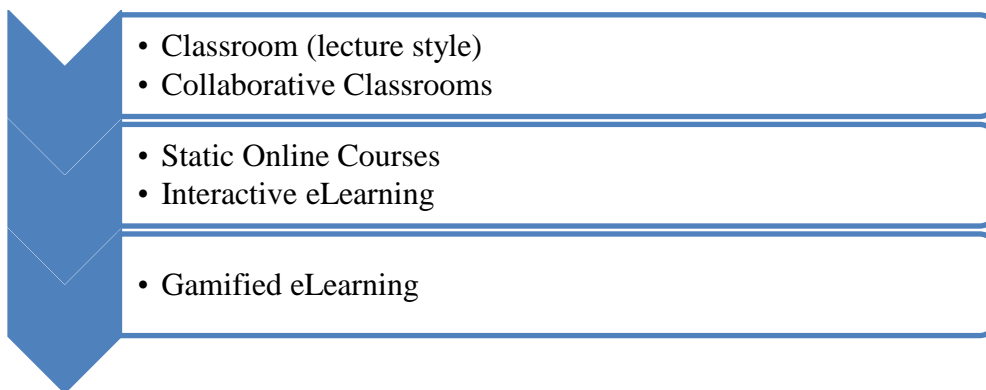 • Classroom (lecture style)
• Collaborative Classrooms
• Static Online Courses
• Interactive eLearning
• Gamified eLearning